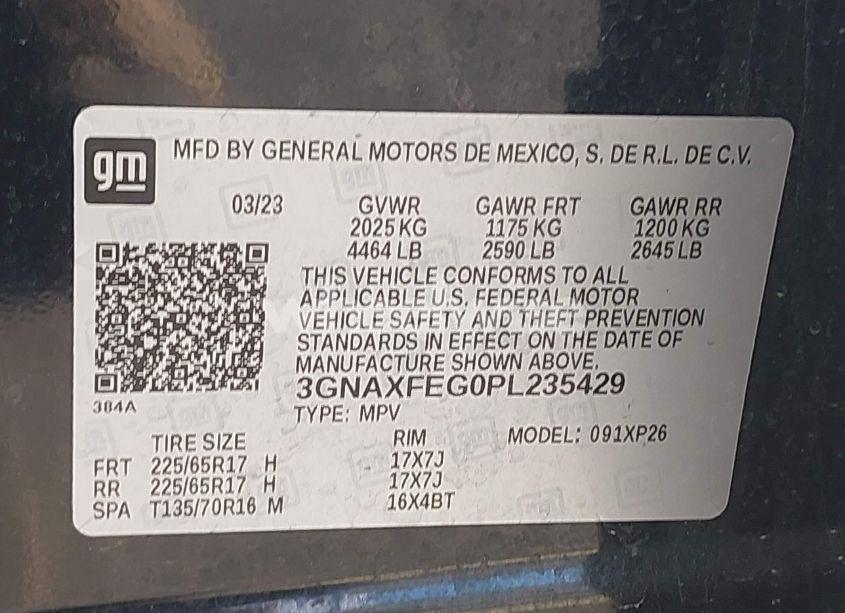 gm MFD BY GENERAL MOTORS DE MEXICO, S. DE R.L. DE C.V.
03/23 GVWR GAWR FRT GAWR RR
2025 KG 1175 KG 1200 KG
4464 LB 2590 LB 2645 LB
THIS VEHICLE CONFORMS TO ALL
APPLICABLE U.S. FEDERAL MOTOR
VEHICLE SAFETY AND THEFT PREVENTION
STANDARDS IN EFFECT ON THE DATE OF
MANUFACTURE SHOWN ABOVE.
3GNAXFEG0PL235429
384A
TYPE: MPV
TIRE SIZE RIM MODEL: 091XP26
FRT 225/65R17 H 17X7J
RR 225/65R17 H 17X7J
SPA T135/70R16 M 16X4BT